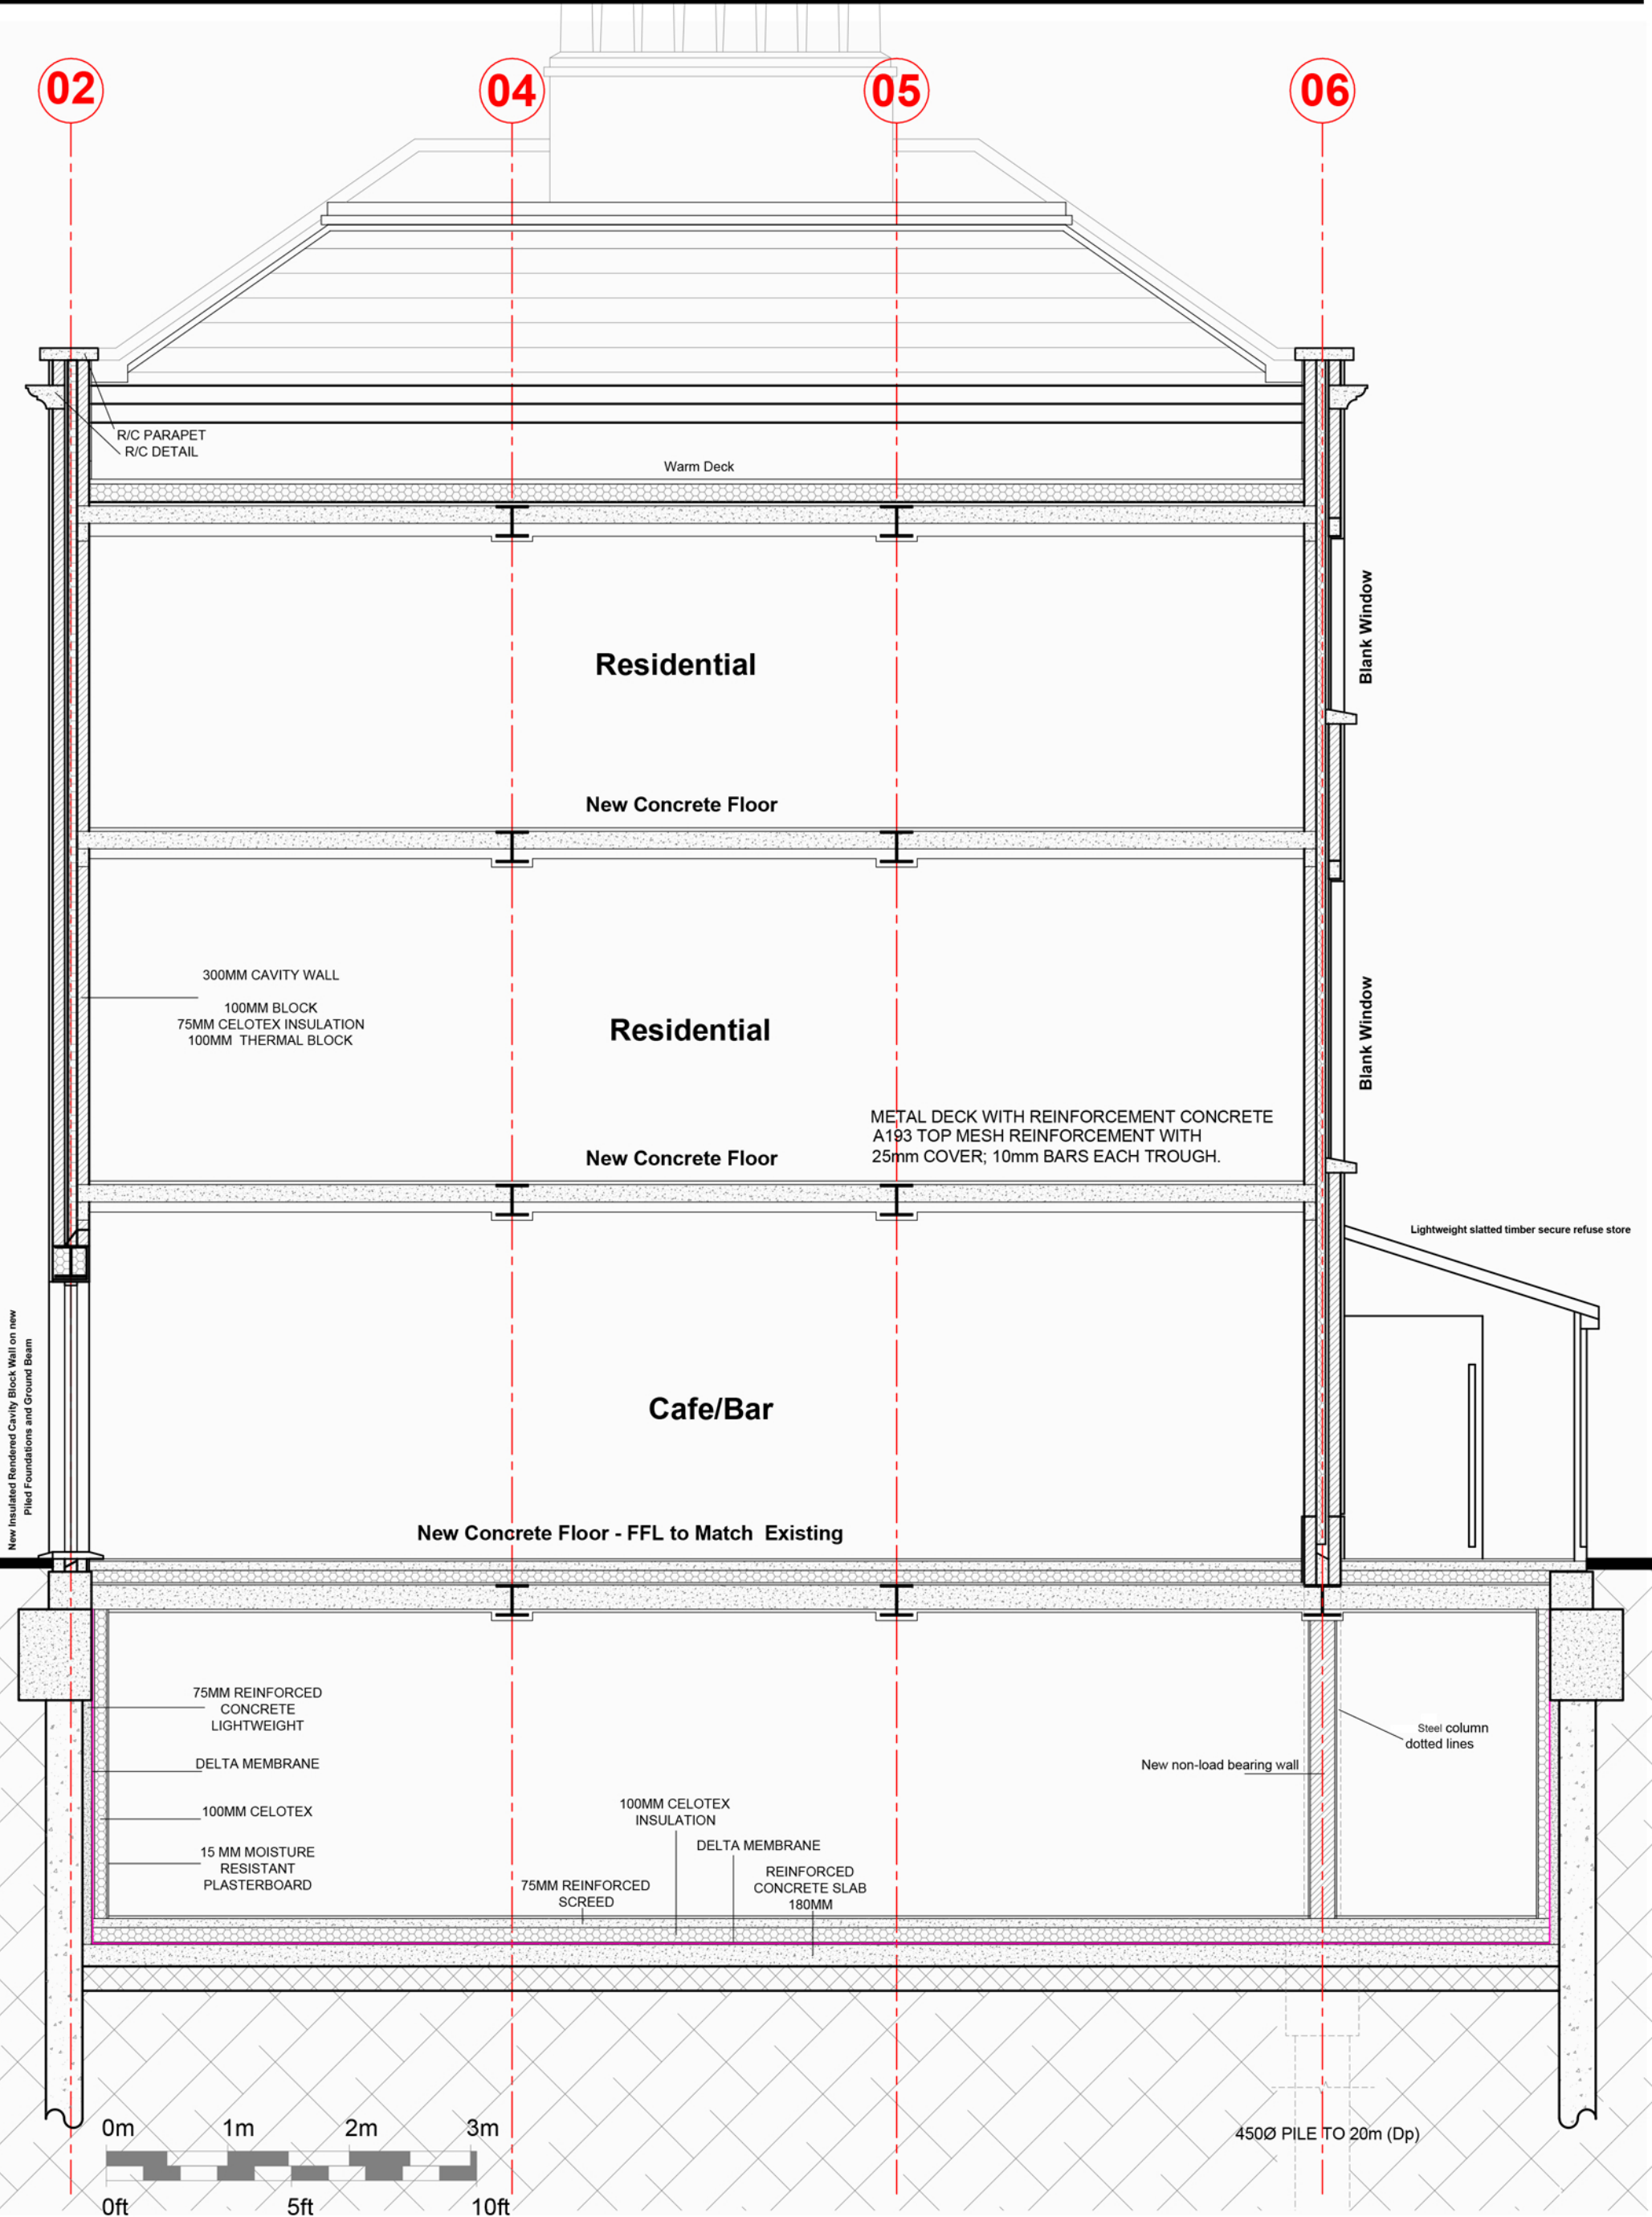 02
04
05
06
R/C PARAPET
R/C DETAIL
Warm Deck
Residential
Blank Window
New Concrete Floor
300MM CAVITY WALL
100MM BLOCK
75MM CELOTEX INSULATION
100MM THERMAL BLOCK
Residential
Blank Window
METAL DECK WITH REINFORCEMENT CONCRETE
A193 TOP MESH REINFORCEMENT WITH
25mm COVER; 10mm BARS EACH TROUGH.
New Concrete Floor
Lightweight slatted timber secure refuse store
New Insulated Rendered Cavity Block Wall on new
Piled Foundations and Ground Beam
Cafe/Bar
New Concrete Floor - FFL to Match Existing
75MM REINFORCED
CONCRETE
LIGHTWEIGHT
DELTA MEMBRANE
100MM CELOTEX
15 MM MOISTURE
RESISTANT
PLASTERBOARD
Steel column
dotted lines
New non-load bearing wall
100MM CELOTEX
INSULATION
DELTA MEMBRANE
REINFORCED
CONCRETE SLAB
180MM
75MM REINFORCED
SCREED
450Ø PILE TO 20m (Dp)
0m
1m
2m
3m
0ft
5ft
10ft